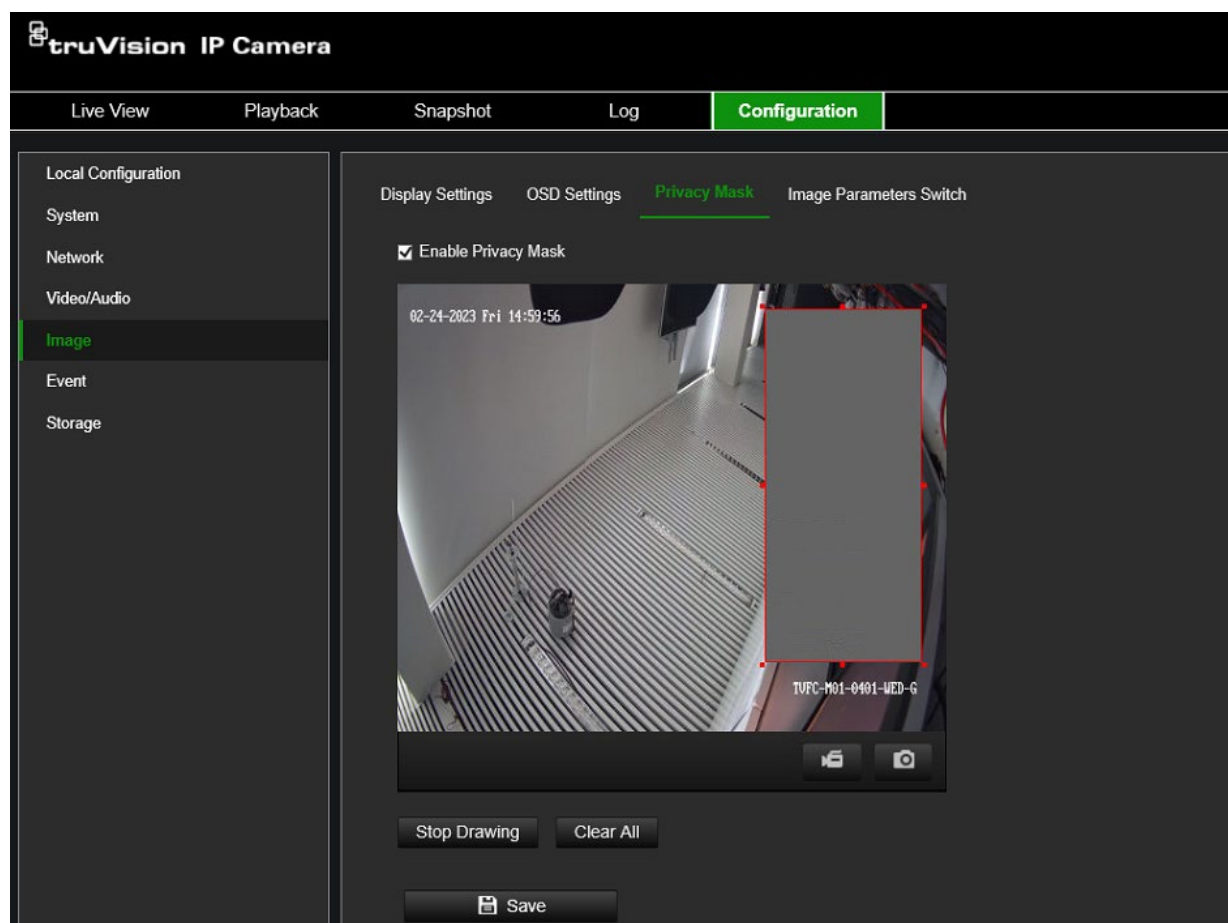 truVision IP Camera
Live View Playback Snapshot Log Configuration
Local Configuration
System
Network
Video/Audio
Image
Event
Storage
Display Settings OSD Settings Privacy Mask Image Parameters Switch
Enable Privacy Mask
02-24-2023 Fri 14:59:56
TVFC-M01-0401-WED-G
Stop Drawing Clear All
Save